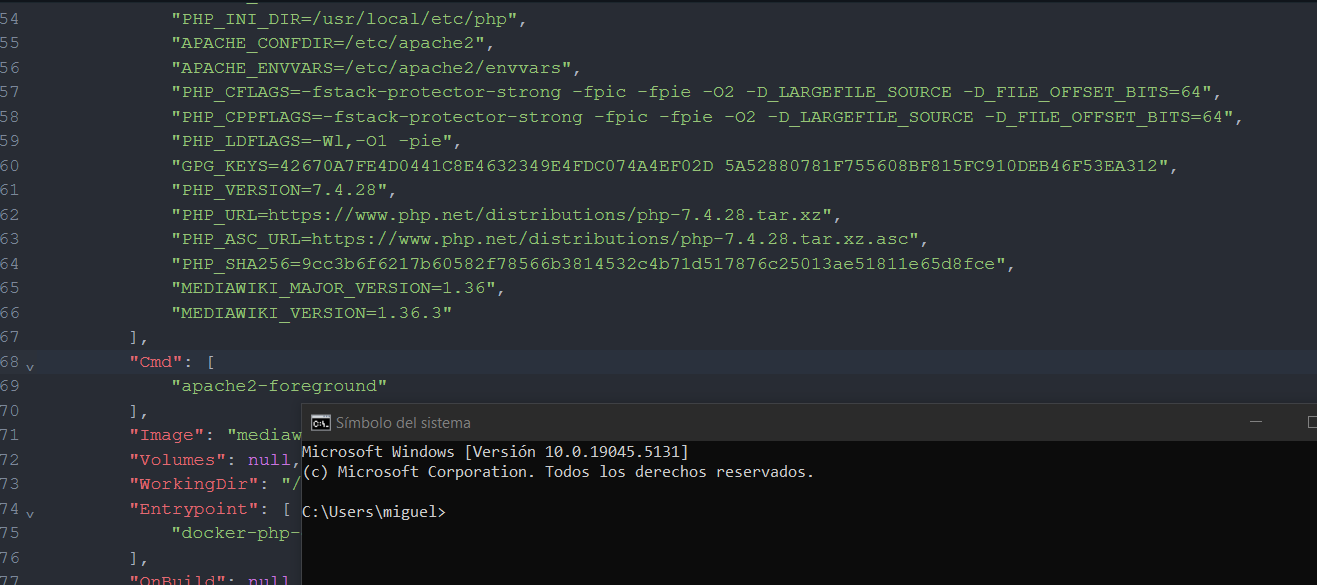 54 "PHP_INI_DIR=/usr/local/etc/php",
55 "APACHE_CONFDIR=/etc/apache2",
56 "APACHE_ENVVARS=/etc/apache2/envvars",
57 "PHP_CFLAGS=-fstack-protector-strong -fpic -fpie -O2 -D_LARGEFILE_SOURCE -D_FILE_OFFSET_BITS=64",
58 "PHP_CPPFLAGS=-fstack-protector-strong -fpic -fpie -O2 -D_LARGEFILE_SOURCE -D_FILE_OFFSET_BITS=64",
59 "PHP_LDFLAGS=-Wl,-O1 -pie",
60 "GPG_KEYS=42670A7FE4D0441C8E4632349E4FDC074A4EF02D 5A52880781F755608BF815FC910DEB46F53EA312",
61 "PHP_VERSION=7.4.28",
62 "PHP_URL=https://www.php.net/distributions/php-7.4.28.tar.xz",
63 "PHP_ASC_URL=https://www.php.net/distributions/php-7.4.28.tar.xz.asc",
64 "PHP_SHA256=9cc3b6f6217b60582f78566b3814532c4b71d517876c25013ae51811e65d8fce",
65 "MEDIAWIKI_MAJOR_VERSION=1.36",
66 "MEDIAWIKI_VERSION=1.36.3"
67 ],
68 "Cmd": [
69 "apache2-foreground"
70 ],
71 "Image": "mediaw
72 "Volumes": null,
73 "WorkingDir": "/
74 "Entrypoint": [
75 "docker-php-
76 ],
77 "OnBuild": null
Símbolo del sistema
Microsoft Windows [Versión 10.0.19045.5131]
(c) Microsoft Corporation. Todos los derechos reservados.
C:\Users\miguel>